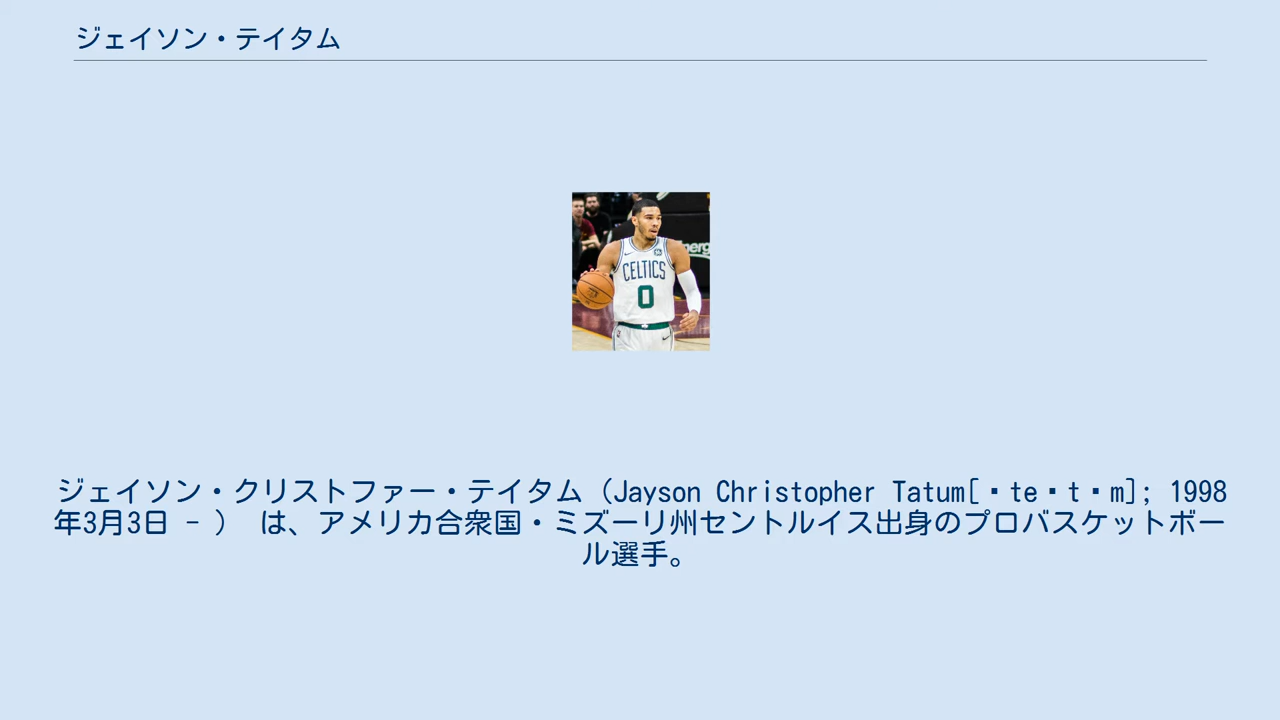 ジェイソン・テイタム
CELTICS
0
ジェイソン・クリストファー・テイタム（Jayson Christopher Tatum[・te・t・m]; 1998
年3月3日 - ） は、アメリカ合衆国・ミズーリ州セントルイス出身のプロバスケットボー
ル選手。